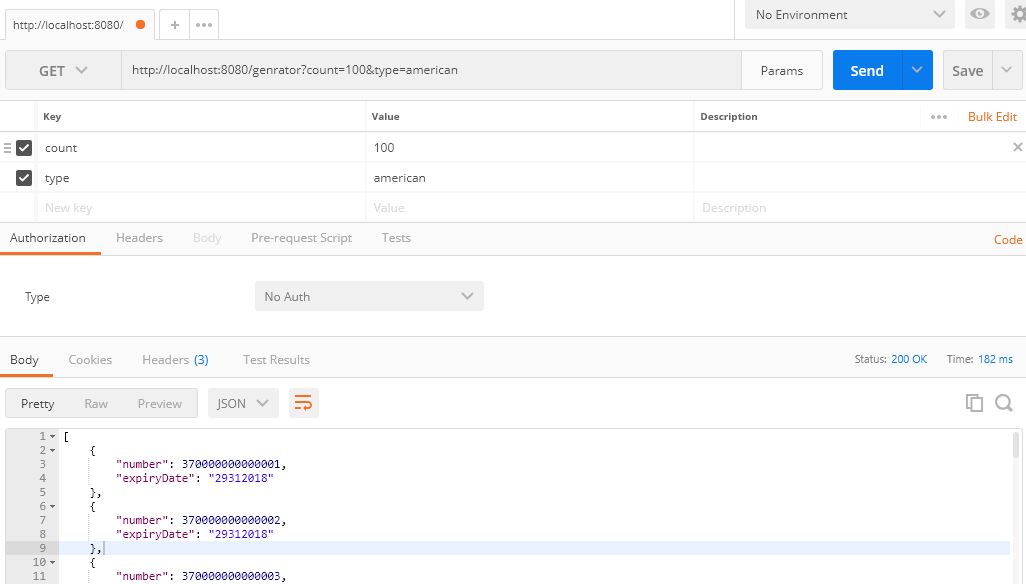 http://localhost:8080/ + ••• No Environment
GET http://localhost:8080/genrator?count=100&type=american Params Send Save
Key Value Description ••• Bulk Edit
count 100
type american
New key Value Description
Authorization Headers Body Pre-request Script Tests Code
Type No Auth
Body Cookies Headers (3) Test Results Status: 200 OK Time: 182 ms
Pretty Raw Preview JSON
1 [
2 {
3 "number": 370000000000001,
4 "expiryDate": "29312018"
5 },
6 {
7 "number": 370000000000002,
8 "expiryDate": "29312018"
9 },
10 {
11 "number": 370000000000003,